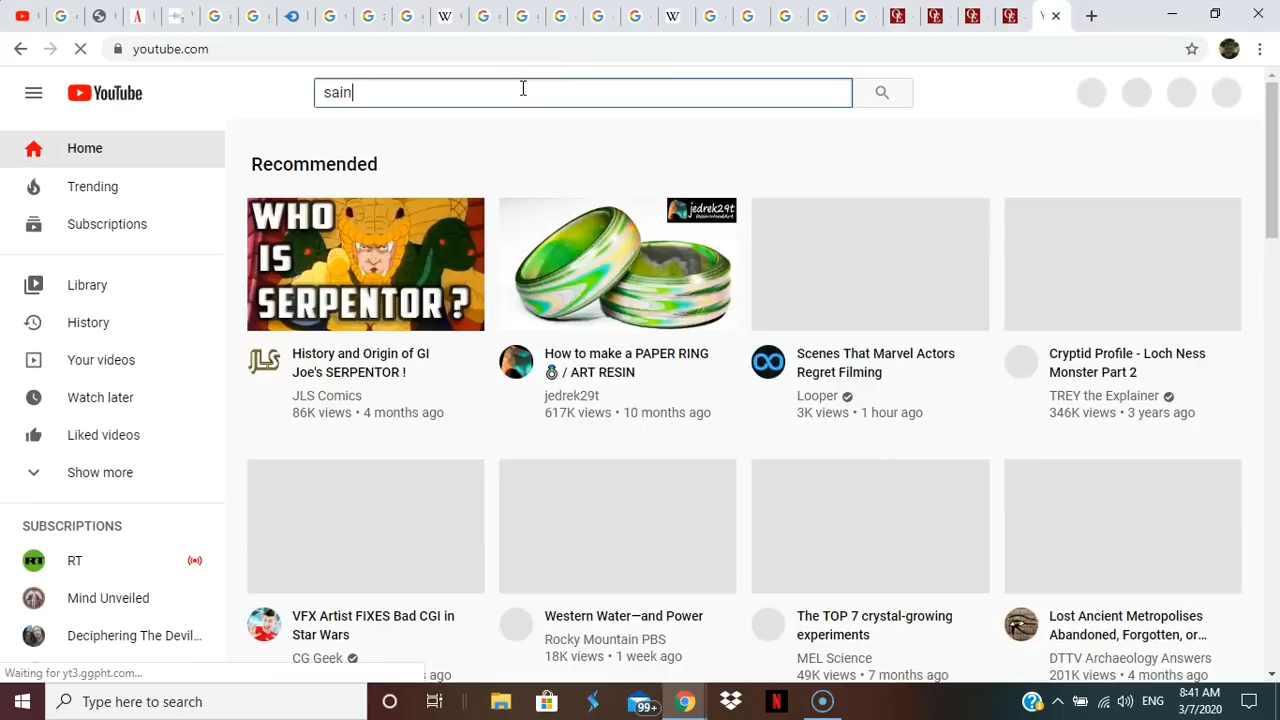 youtube.com
YouTube
sain
Home
Trending
Subscriptions
Library
History
Your videos
Watch later
Liked videos
Show more
SUBSCRIPTIONS
RT
Mind Unveiled
Deciphering The Devil...
Recommended
WHO
IS
SERPENTOR ?
jedrek29t
History and Origin of GI
Joe's SERPENTOR !
JLS Comics
86K views • 4 months ago
How to make a PAPER RING
💍 / ART RESIN
jedrek29t
617K views • 10 months ago
Scenes That Marvel Actors
Regret Filming
Looper
3K views • 1 hour ago
Cryptid Profile - Loch Ness
Monster Part 2
TREY the Explainer
346K views • 3 years ago
VFX Artist FIXES Bad CGI in
Star Wars
CG Geek
go
Western Water—and Power
Rocky Mountain PBS
18K views • 1 week ago
The TOP 7 crystal-growing
experiments
MEL Science
49K views • 7 months ago
Lost Ancient Metropolises
Abandoned, Forgotten, or...
DTTV Archaeology Answers
201K views • 4 months ago
Waiting for yt3.ggpht.com...
Type here to search
99+
N
ENG
8:41 AM
3/7/2020